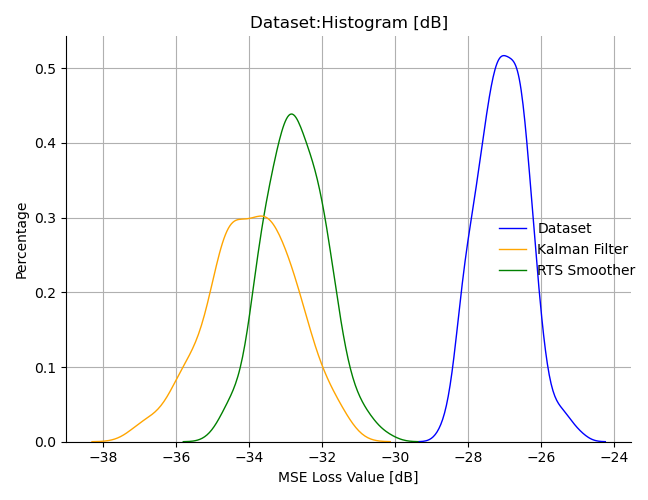 Dataset:Histogram [dB]
Percentage
0.5
0.4
0.3
0.2
0.1
0.0
Dataset
Kalman Filter
RTS Smoother
−38 −36 −34 −32 −30 −28 −26 −24
MSE Loss Value [dB]